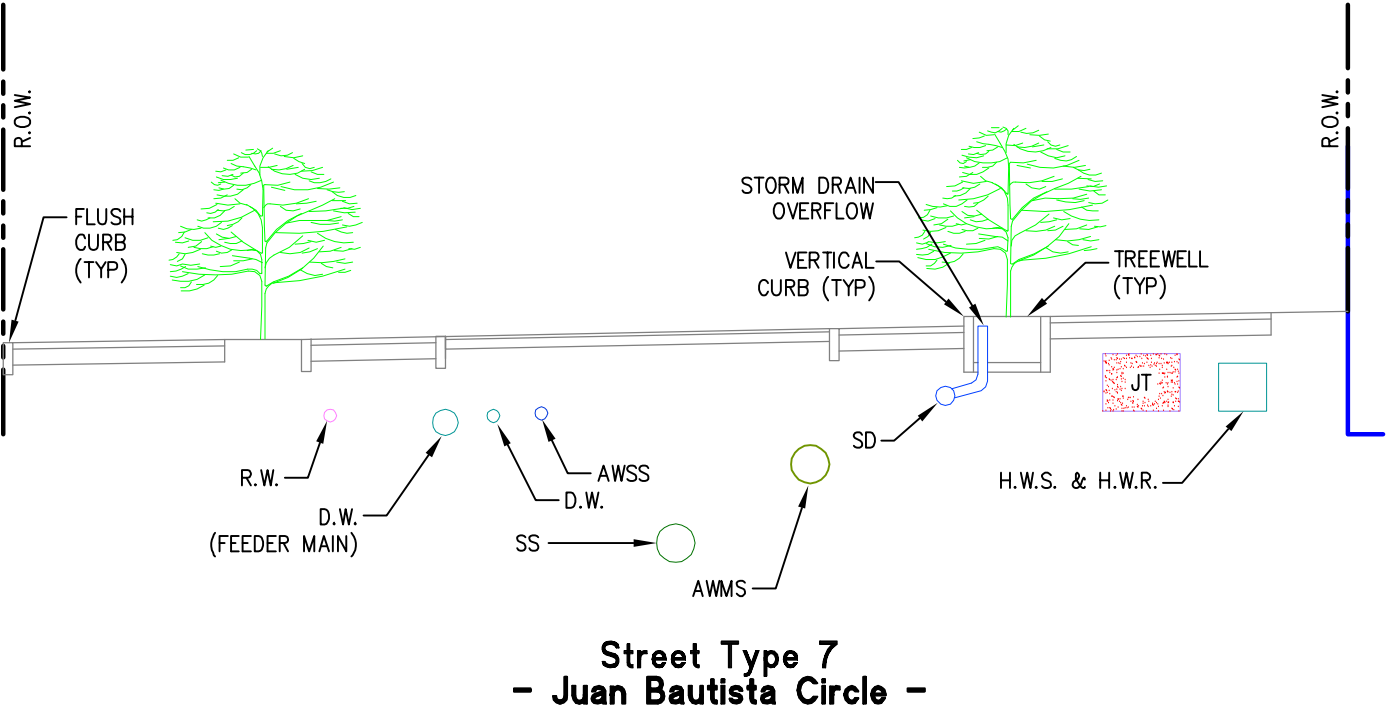 R.O.W.
R.O.W.
STORM DRAIN
OVERFLOW
FLUSH
CURB
(TYP)
VERTICAL
CURB (TYP)
TREEWELL
(TYP)
JT
SD
R.W.
AWSS
H.W.S. & H.W.R.
D.W.
D.W.
(FEEDER MAIN)
SS
AWMS
Street Type 7
- Juan Bautista Circle -